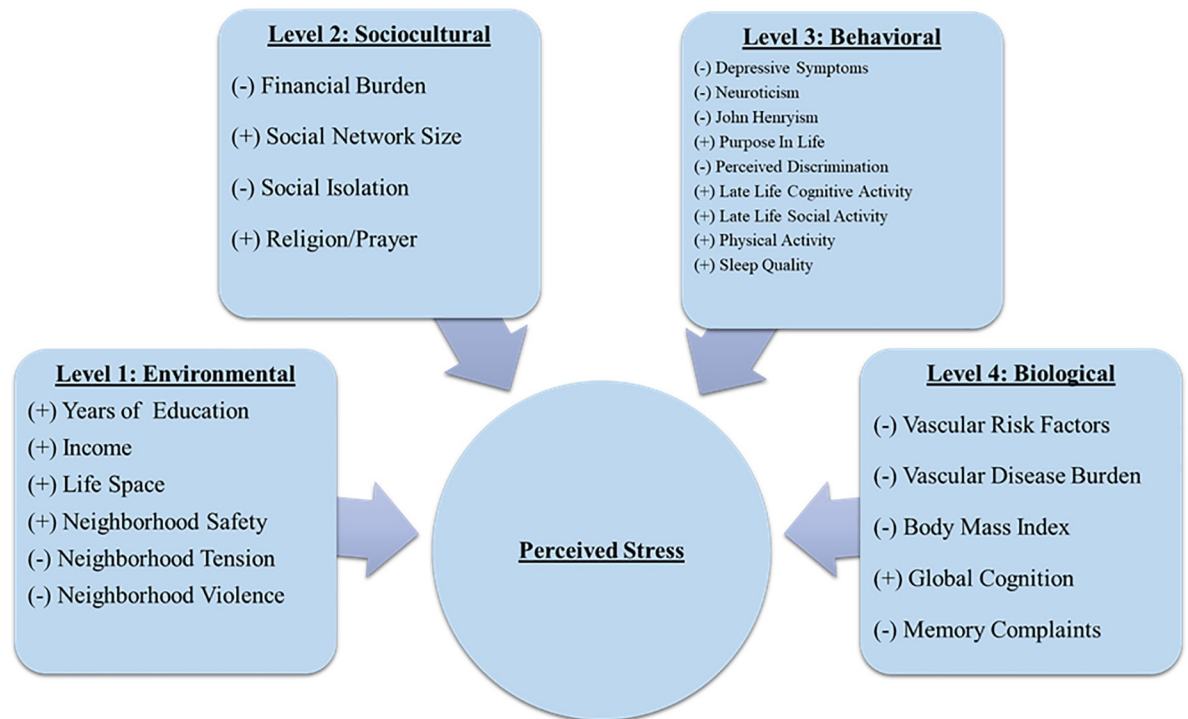 Level 2: Sociocultural
(-) Financial Burden
(+) Social Network Size
(-) Social Isolation
(+) Religion/Prayer
Level 3: Behavioral
(-) Depressive Symptoms
(-) Neuroticism
(-) John Henryism
(+) Purpose In Life
(-) Perceived Discrimination
(+) Late Life Cognitive Activity
(+) Late Life Social Activity
(+) Physical Activity
(+) Sleep Quality
Level 1: Environmental
(+) Years of Education
(+) Income
(+) Life Space
(+) Neighborhood Safety
(-) Neighborhood Tension
(-) Neighborhood Violence
Perceived Stress
Level 4: Biological
(-) Vascular Risk Factors
(-) Vascular Disease Burden
(-) Body Mass Index
(+) Global Cognition
(-) Memory Complaints